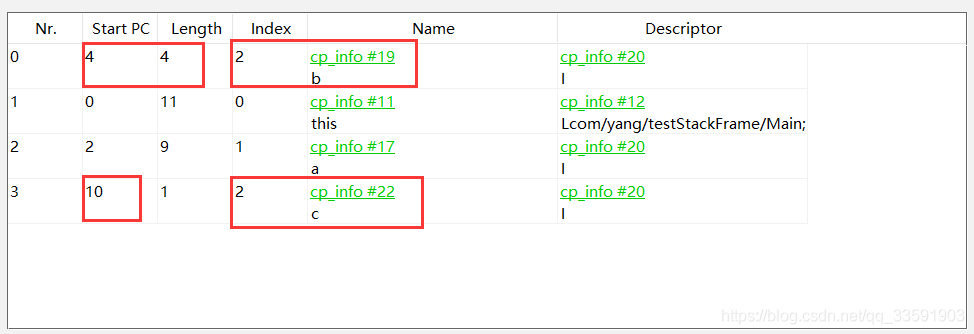 Nr. Start PC Length Index Name Descriptor
0 4 4 2 cp_info #19 cp_info #20
b I
1 0 11 0 cp_info #11 cp_info #12
this Lcom/yang/testStackFrame/Main;
2 2 9 1 cp_info #17 cp_info #20
a I
3 10 1 2 cp_info #22 cp_info #20
c I
https://blog.csdn.net/qq_33591903